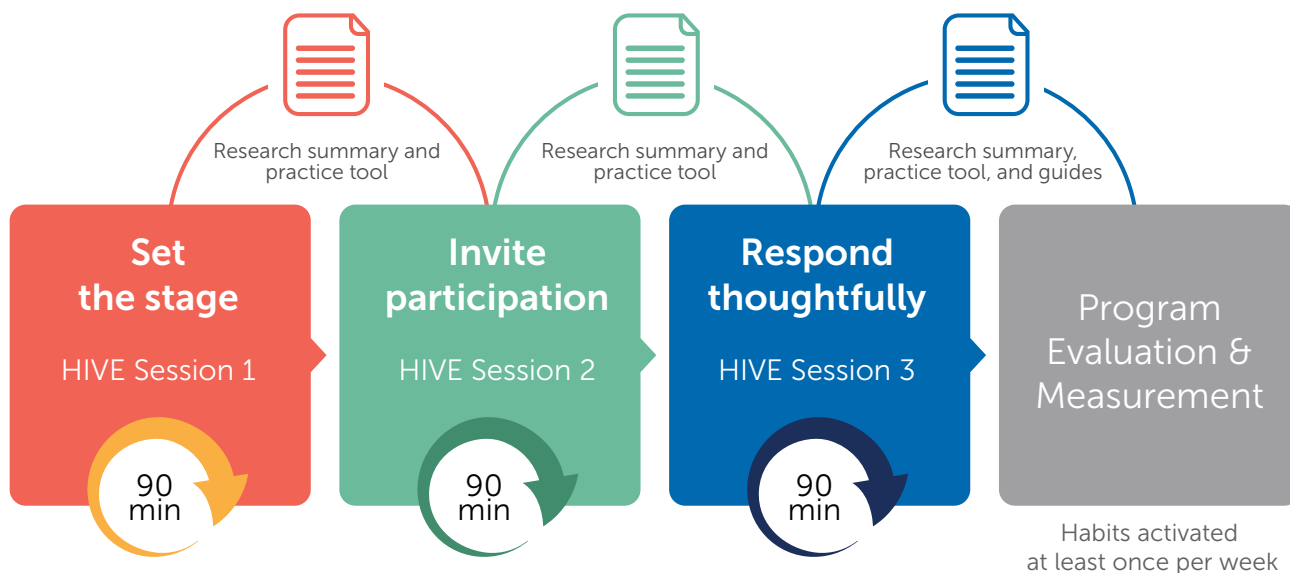 Research summary and
practice tool
Research summary and
practice tool
Research summary,
practice tool, and guides
Set
the stage
HIVE Session 1
90
min
Invite
participation
HIVE Session 2
90
min
Respond
thoughtfully
HIVE Session 3
90
min
Program
Evaluation &
Measurement
Habits activated
at least once per week